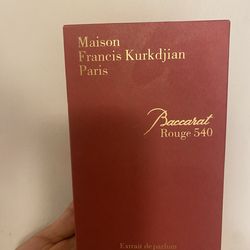 Maison
Francis Kurkdjian
Paris
Baccarat
Rouge 540
Extrait de parfum